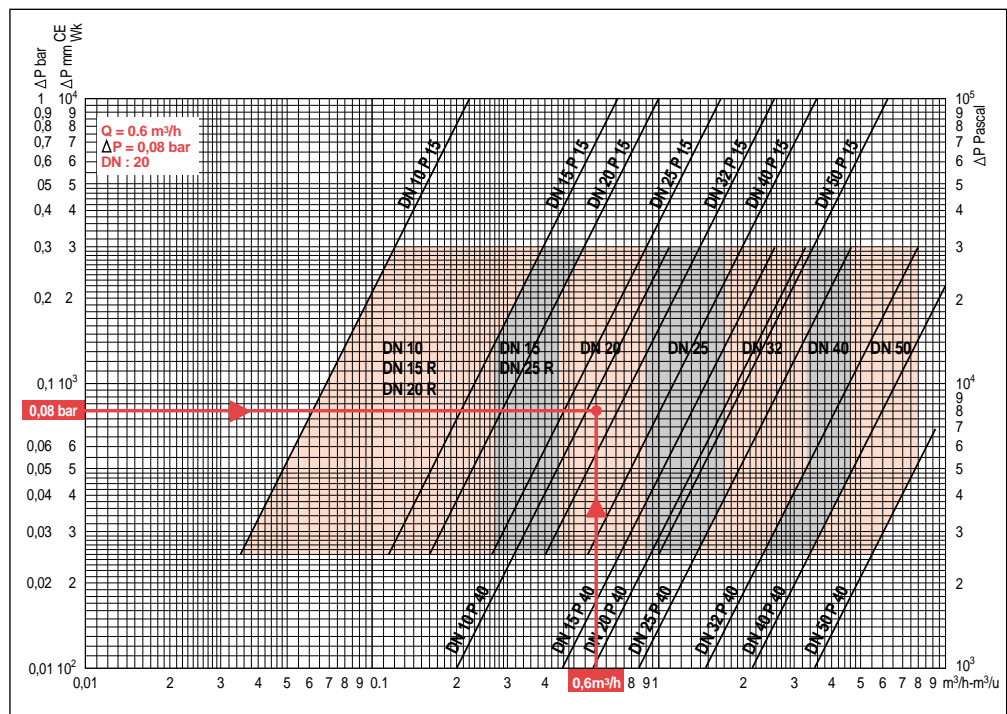 ΔP bar
ΔP mm CE
Wk
ΔP Pascal
1 10⁴
0,9 9
0,8 8
0,7 7
0,6 6
05 5
0,4 4
0,3 3
0,2 2
0,1 10³
0,08 bar
0,06 6
0,05 5
0,04 4
0,03 3
0,02 2
0,01 10²
Q = 0.6 m³/h
ΔP = 0,08 bar
DN : 20
DN 10 P 15
DN 15 P 15
DN 20 P 15
DN 25 P 15
DN 32 P 15
DN 40 P 15
DN 50 P 15
DN 10
DN 15 R
DN 20 R
DN 15
DN 25 R
DN 20
DN 25
DN 32
DN 40
DN 50
DN 10 P 40
DN 15 P 40
DN 20 P 40
DN 25 P 40
DN 32 P 40
DN 40 P 40
DN 50 P 40
10⁵
9
8
7
6
5
4
3
2
10⁴
9
8
7
6
5
4
3
2
10³
0,01 2 3 4 5 6 7 8 9 0.1 2 3 4 0,6m³/h 8 9 1 2 3 4 5 6 7 8 9 m³/h-m³/u